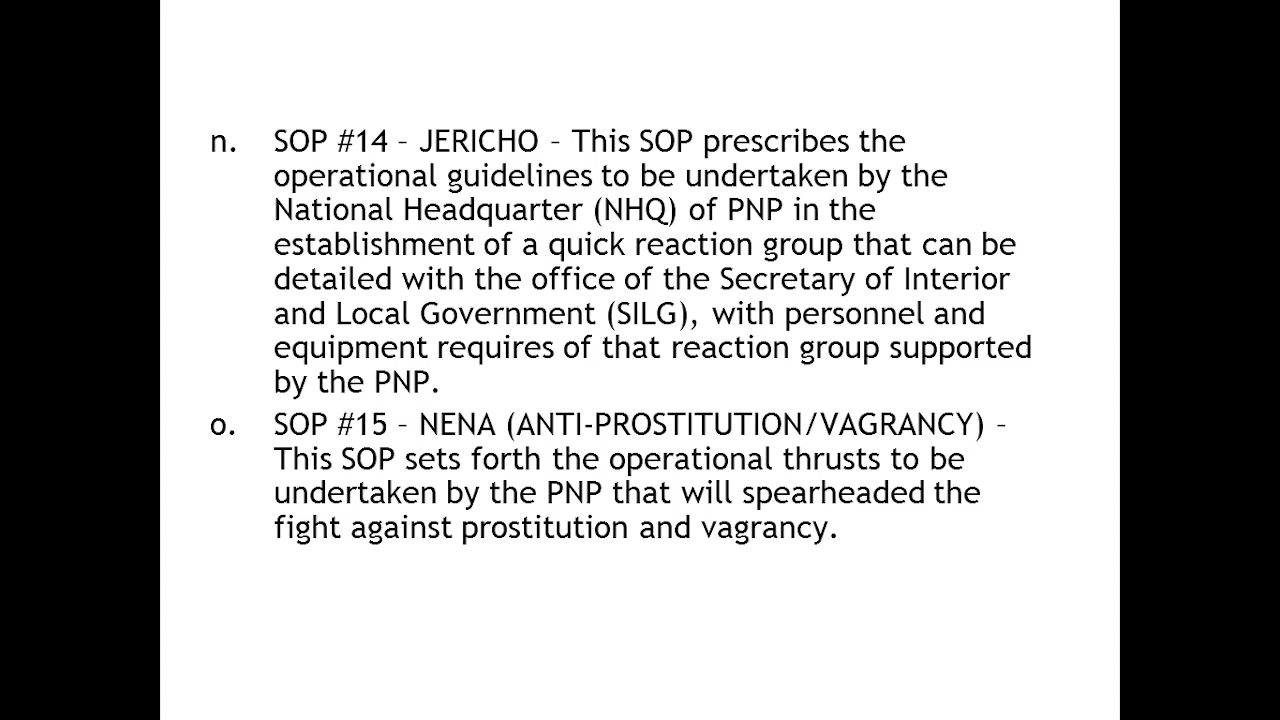 n. SOP #14 – JERICHO – This SOP prescribes the
operational guidelines to be undertaken by the
National Headquarter (NHQ) of PNP in the
establishment of a quick reaction group that can be
detailed with the office of the Secretary of Interior
and Local Government (SILG), with personnel and
equipment requires of that reaction group supported
by the PNP.
o. SOP #15 – NENA (ANTI-PROSTITUTION/VAGRANCY) –
This SOP sets forth the operational thrusts to be
undertaken by the PNP that will spearheaded the
fight against prostitution and vagrancy.